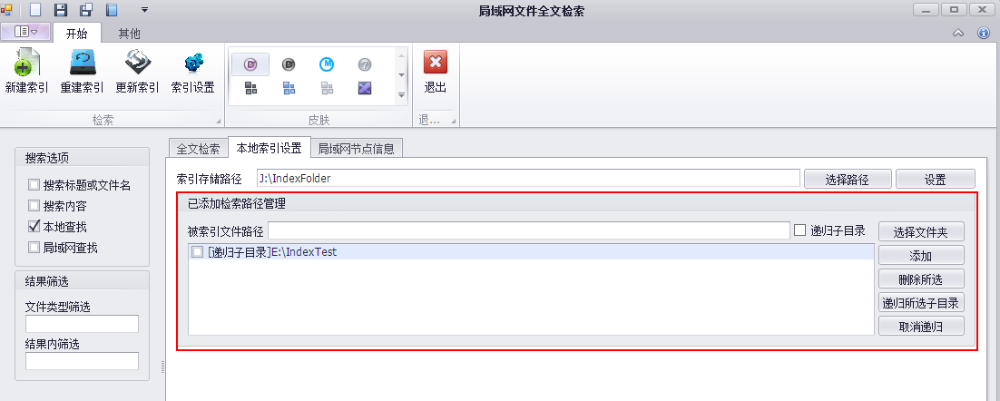 局域网文件全文检索
开始 其他
新建索引 重建索引 更新索引 索引设置 退出
检索 皮肤 退...
全文检索 本地索引设置 局域网节点信息
搜索选项
搜索标题或文件名
搜索内容
本地查找
局域网查找
结果筛选
文件类型筛选
结果内筛选
索引存储路径 J:\IndexFolder 选择路径 设置
已添加检索路径管理
被索引文件路径 递归子目录 选择文件夹
[递归子目录]E:\IndexTest
添加
删除所选
递归所选子目录
取消递归